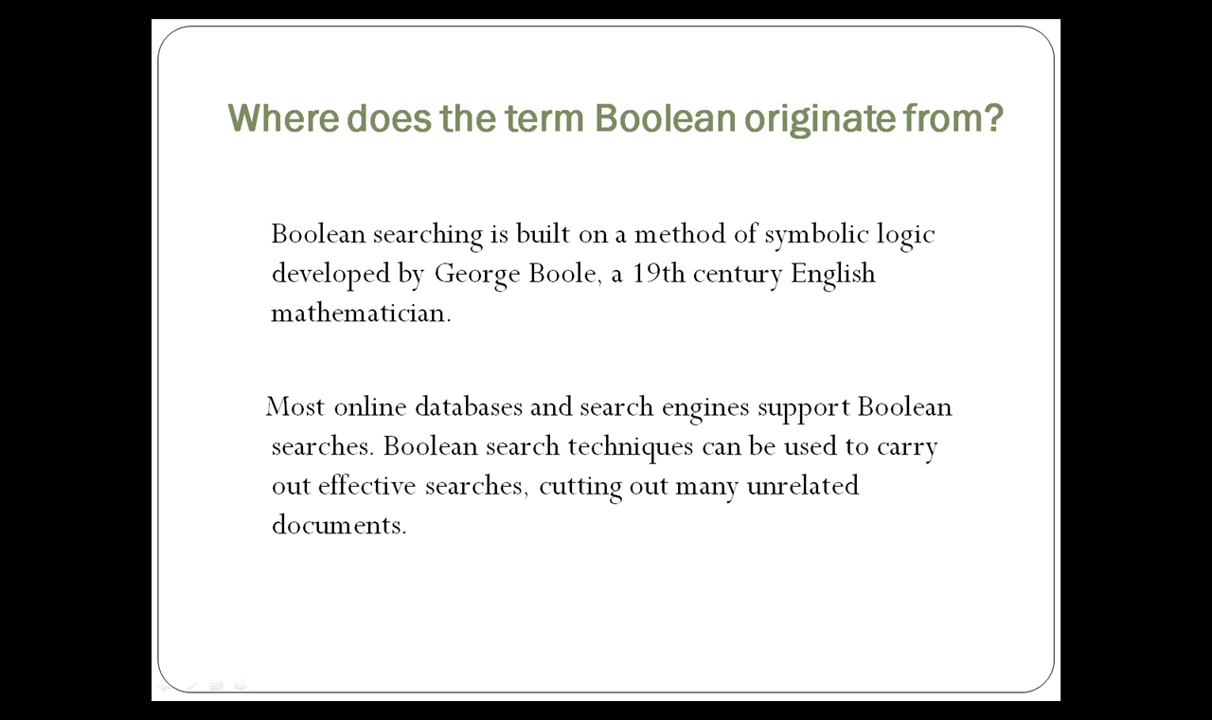 Where does the term Boolean originate from?
Boolean searching is built on a method of symbolic logic
developed by George Boole, a 19th century English
mathematician.
Most online databases and search engines support Boolean
searches. Boolean search techniques can be used to carry
out effective searches, cutting out many unrelated
documents.